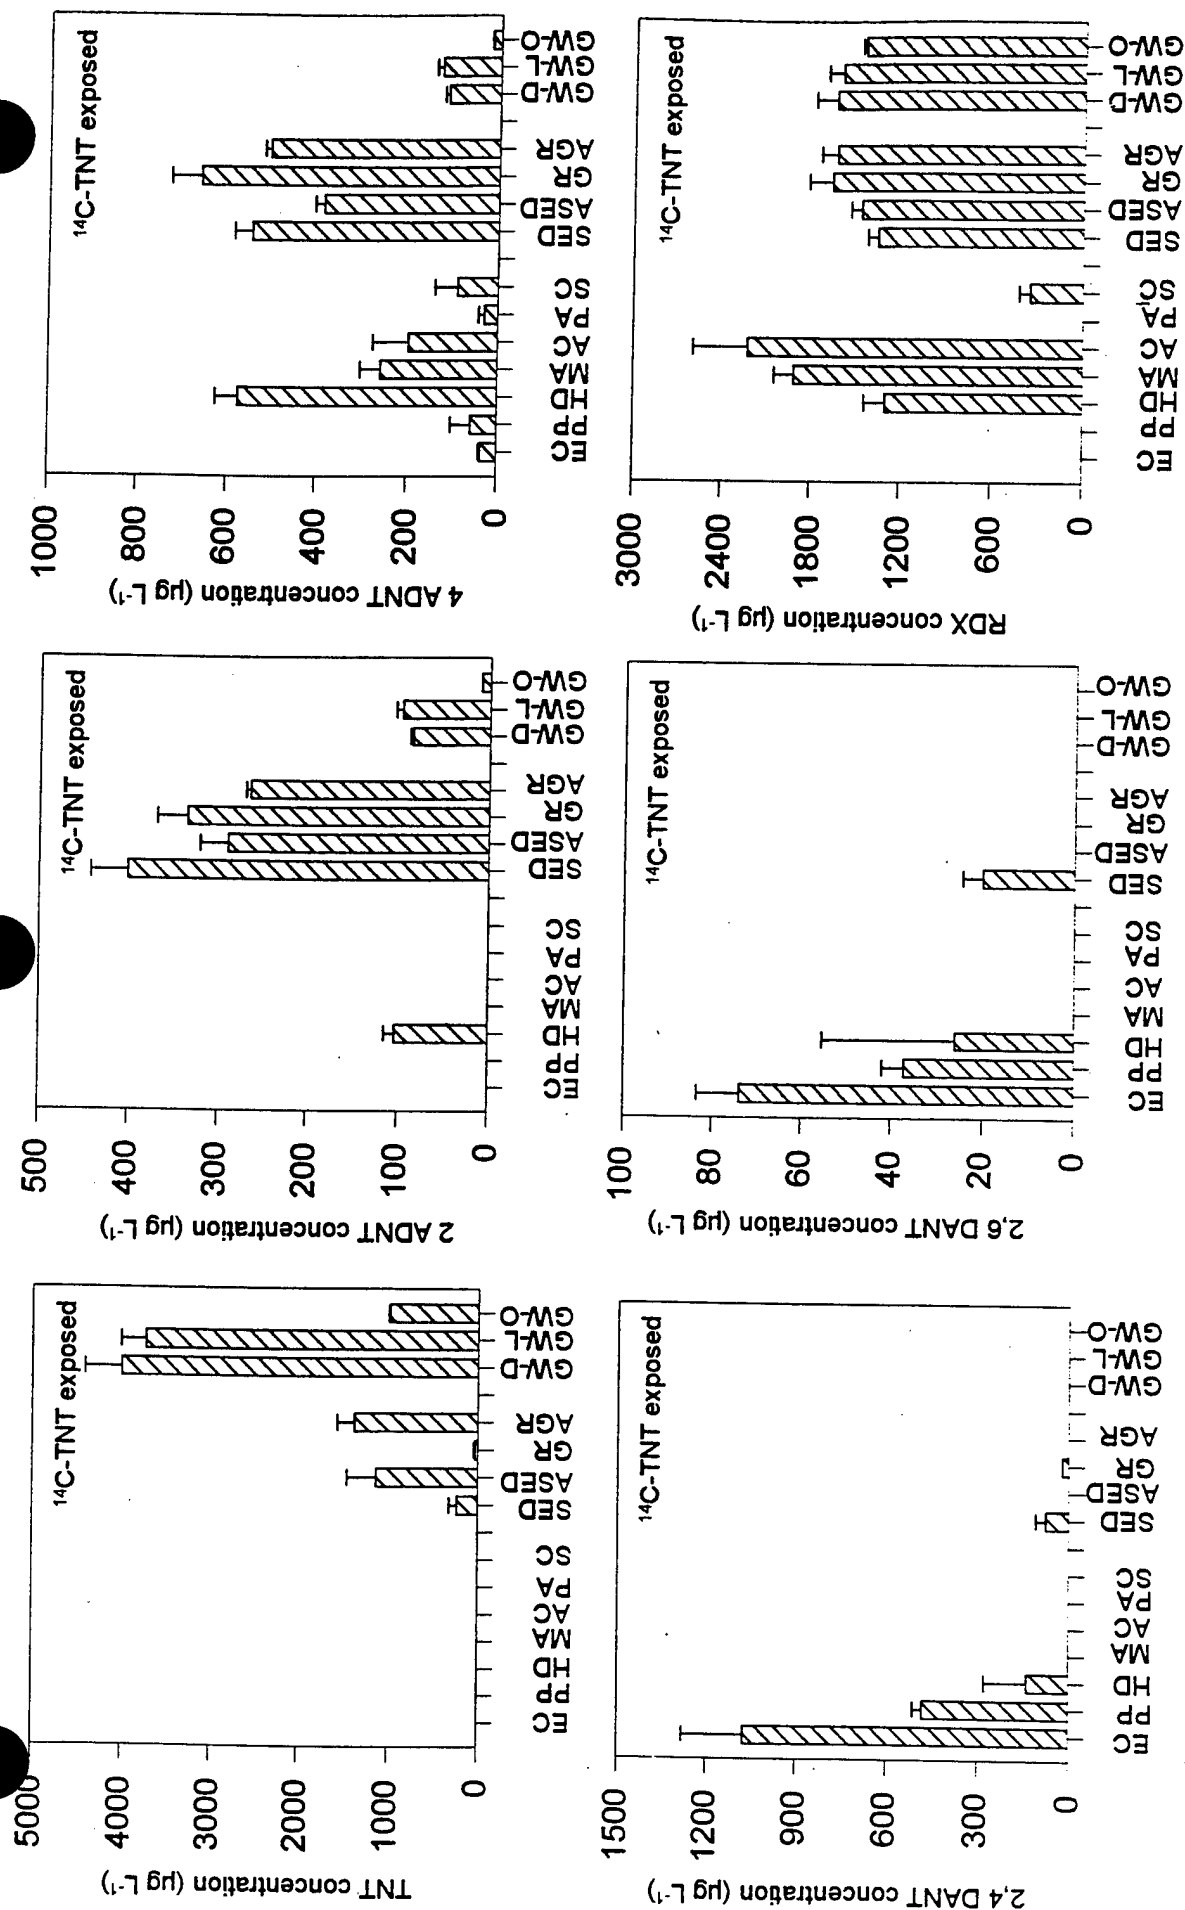 ¹⁴C-TNT exposed
TNT concentration (µg L⁻¹)
5000
4000
3000
2000
1000
0
EC
PP
HD
MA
AC
PA
SC
SED
ASED
GR
AGR
GW-D
GW-L
GW-O
¹⁴C-TNT exposed
2 ADNT concentration (µg L⁻¹)
500
400
300
200
100
0
EC
PP
HD
MA
AC
PA
SC
SED
ASED
GR
AGR
GW-D
GW-L
GW-O
¹⁴C-TNT exposed
4 ADNT concentration (µg L⁻¹)
1000
800
600
400
200
0
EC
PP
HD
MA
AC
PA
SC
SED
ASED
GR
AGR
GW-D
GW-L
GW-O
¹⁴C-TNT exposed
2,4 DANT concentration (µg L⁻¹)
1500
1200
900
600
300
0
EC
PP
HD
MA
AC
PA
SC
SED
ASED
GR
AGR
GW-D
GW-L
GW-O
¹⁴C-TNT exposed
2,6 DANT concentration (µg L⁻¹)
100
80
60
40
20
0
EC
PP
HD
MA
AC
PA
SC
SED
ASED
GR
AGR
GW-D
GW-L
GW-O
¹⁴C-TNT exposed
RDX concentration (µg L⁻¹)
3000
2400
1800
1200
600
0
EC
PP
HD
MA
AC
PA
SC
SED
ASED
GR
AGR
GW-D
GW-L
GW-O